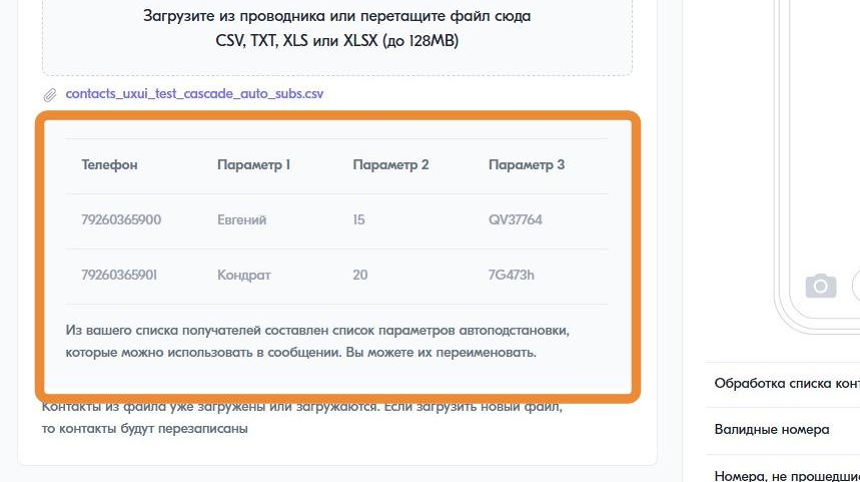 Загрузите из проводника или перетащите файл сюда
CSV, TXT, XLS или XLSX (до 128MB)
contacts_uxui_test_cascade_auto_subs.csv
Телефон Параметр 1 Параметр 2 Параметр 3
79260365900 Евгений 15 QV37764
79260365901 Кондрат 20 7G473h
Из вашего списка получателей составлен список параметров автоподстановки,
которые можно использовать в сообщении. Вы можете их переименовать.
Контакты из файла уже загружены или загружаются. Если загрузить новый файл,
то контакты будут перезаписаны
Обработка списка конт
Валидные номера
Номера, не прошедшие